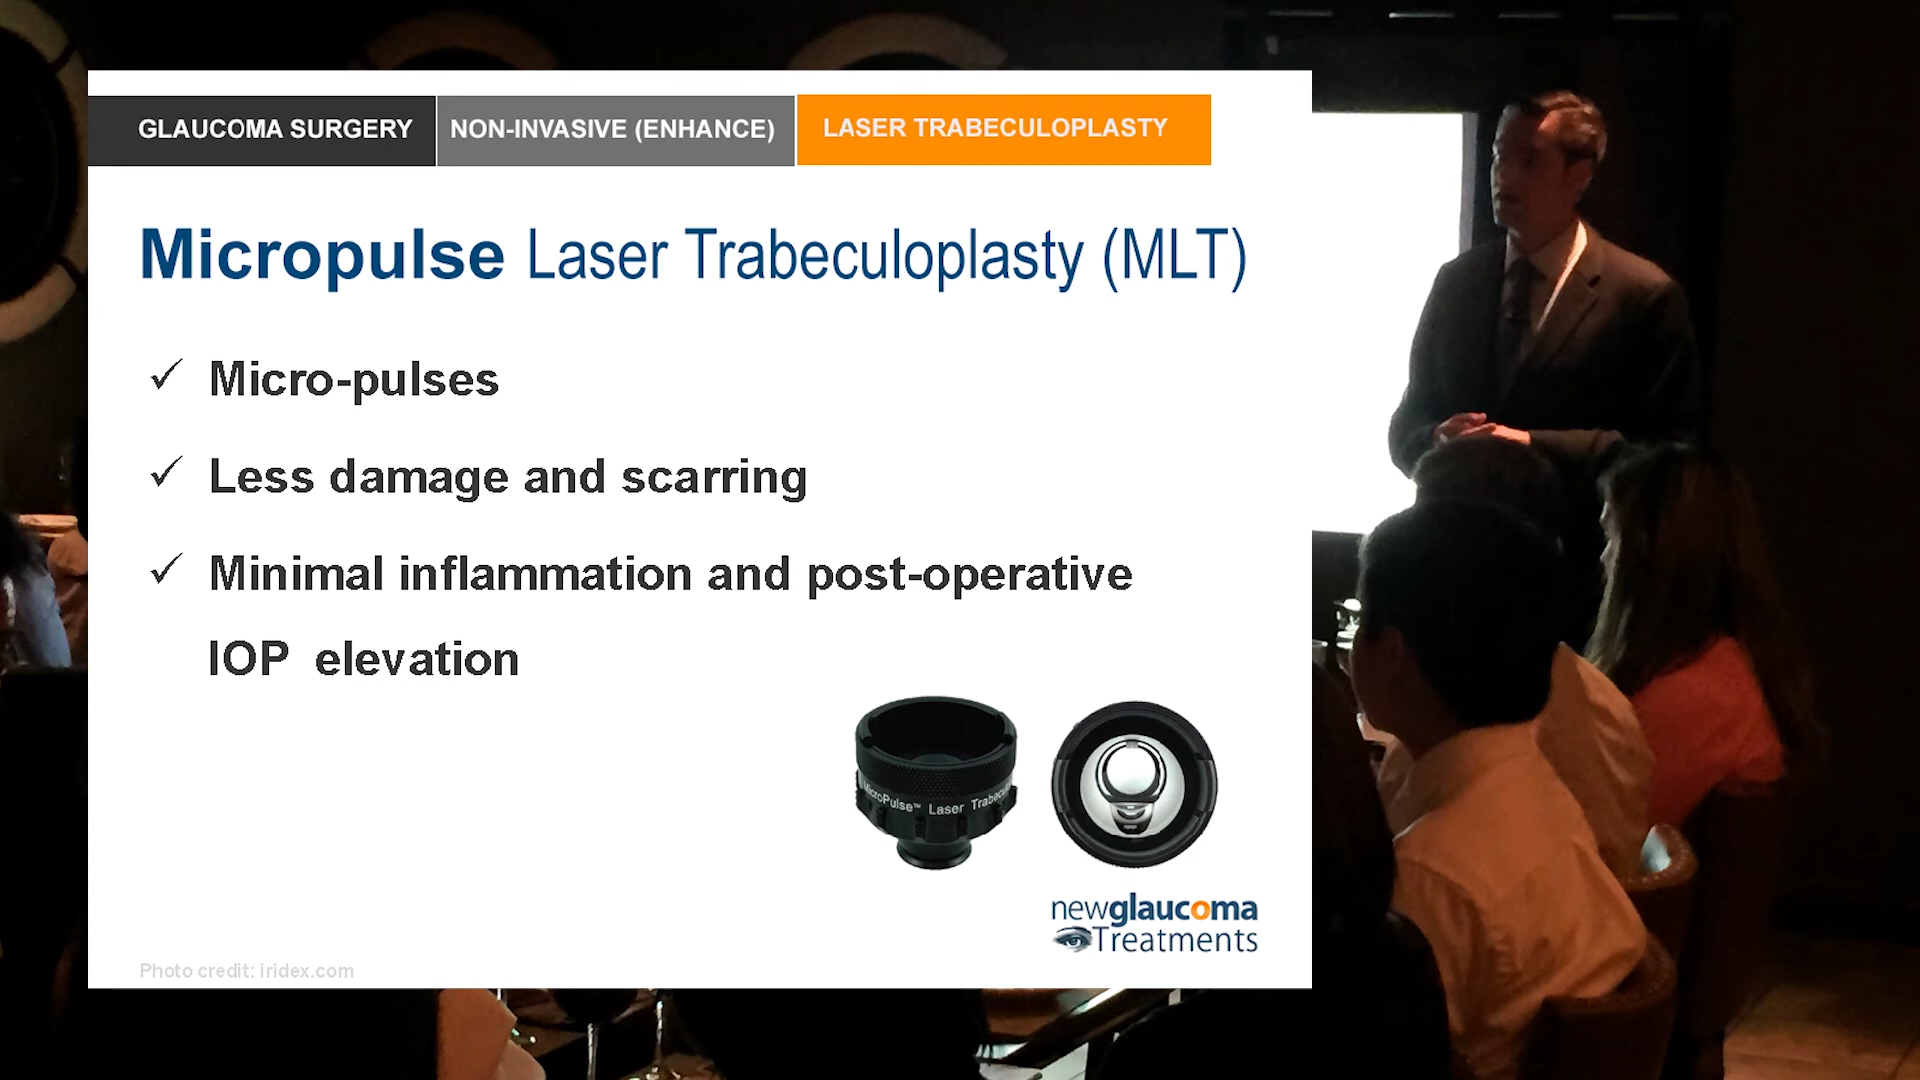 GLAUCOMA SURGERY
NON-INVASIVE (ENHANCE)
LASER TRABECULOPLASTY
Micropulse Laser Trabeculoplasty (MLT)
✓ Micro-pulses
✓ Less damage and scarring
✓ Minimal inflammation and post-operative
IOP elevation
MicroPulse™ Laser
newglaucoma
Treatments
Photo credit: iridex.com